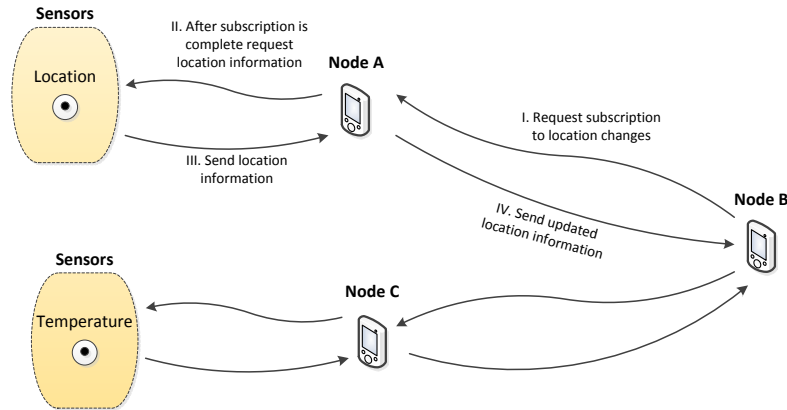 Sensors
Location
II. After subscription is
complete request
location information
Node A
III. Send location
information
I. Request subscription
to location changes
Node B
IV. Send updated
location information
Sensors
Temperature
Node C